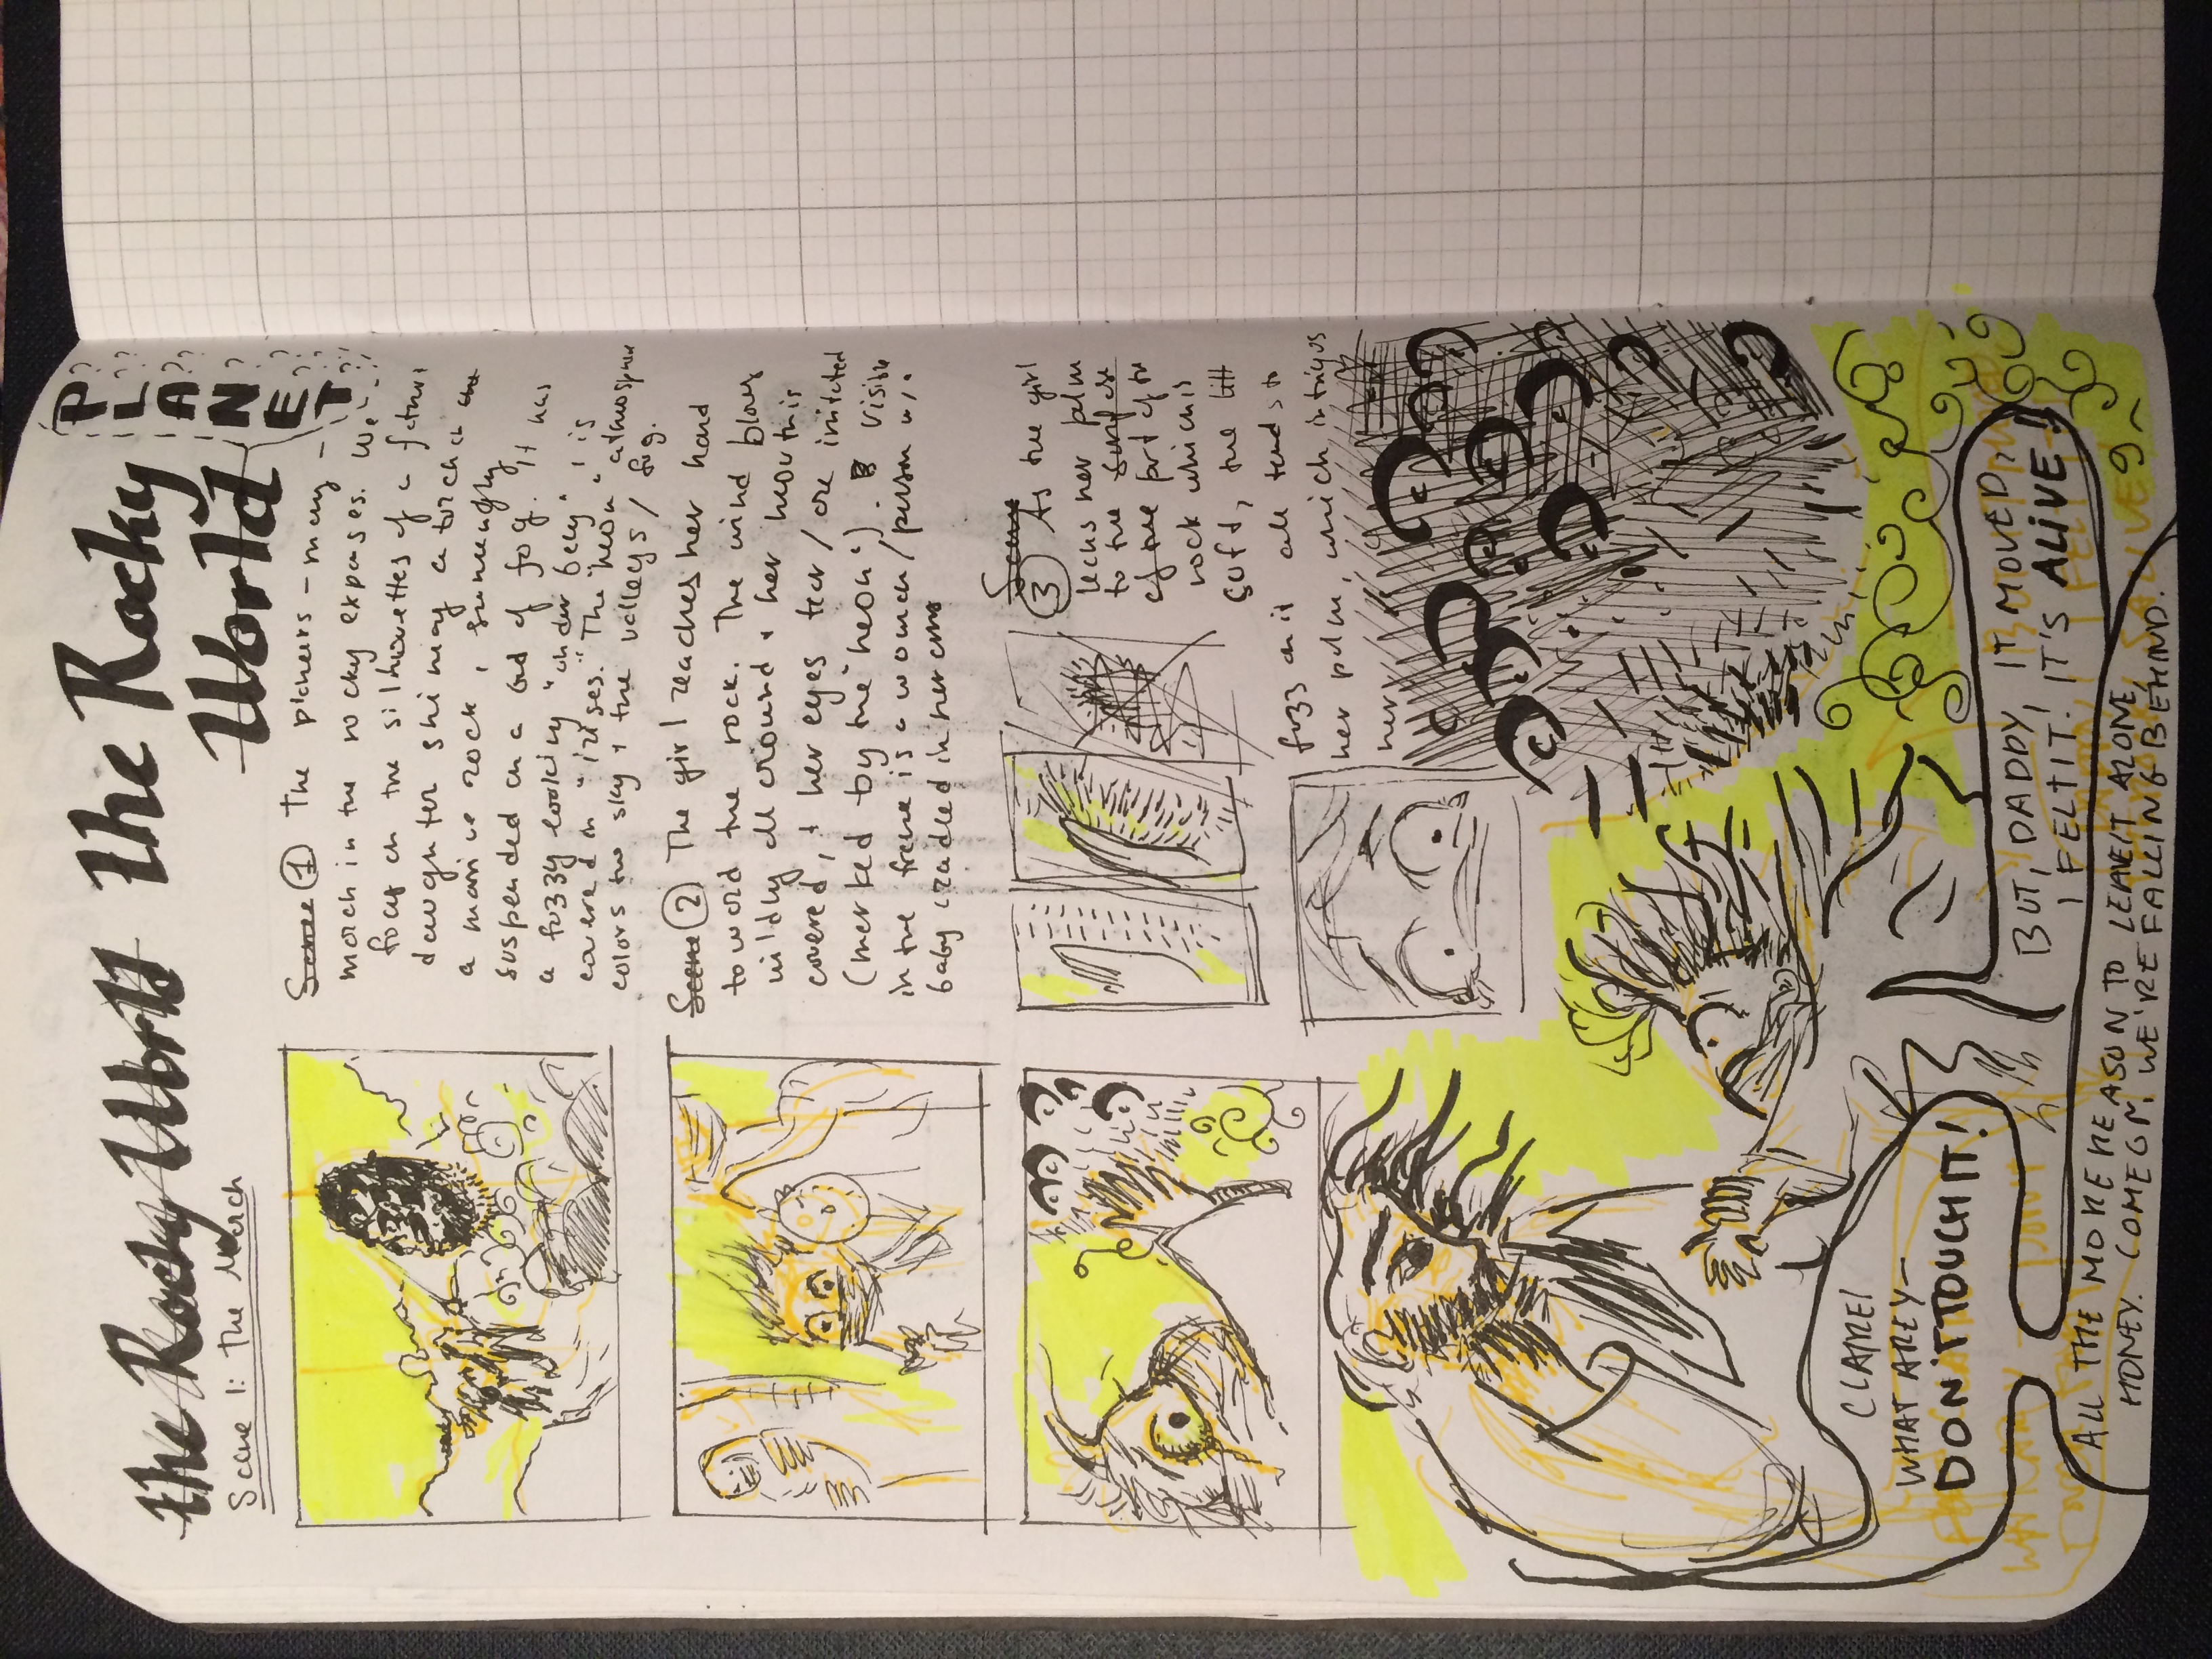 the Rocky World
the Rocky
World
PLANET
Scene 1: The March
Scene 1 The pioneers – many –
march in the rocky expanses. We
focus on the silhouettes of a father
daughter shining a torch on
a massive rock, seemingly
suspended on a bed of fog. It has
a fuzzy looking "underbelly", is
covered in "irises." The "neon" atmosphere
colors the sky + the valleys / fog.
Scene 2 The girl reaches her hand
toward the rock. The wind blows
wildly all around + her mouth is
covered, + her eyes tear / are irritated
(marked by the "neon"). Visible
in the frame is a woman / person w/ a
baby cradled in her arms
Scene
3 As the girl
leans her palm
to the surface
of the part of the
rock which is
soft, the litt
fuzz on it all tends to
her palm, which intrigues
her.
CLAIRE!
WHAT ARE Y–
DON'T TOUCH IT!
BUT, DADDY, IT MOVED,
I FELT IT! IT'S ALIVE!
ALL THE MORE REASON TO LEAVE IT ALONE,
HONEY. COME ON, WE'RE FALLING BEHIND.